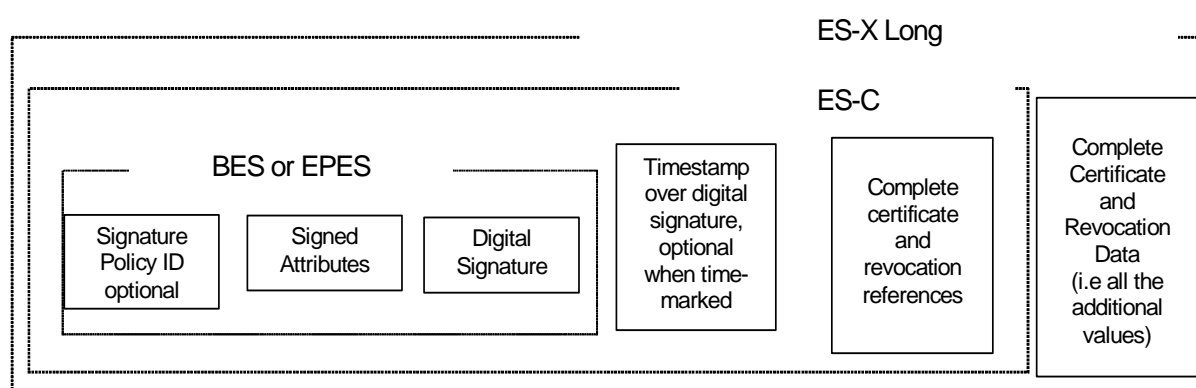 ES-X Long
ES-C
BES or EPES
Signature
Policy ID
optional
Signed
Attributes
Digital
Signature
Timestamp
over digital
signature,
optional
when time-
marked
Complete
certificate
and
revocation
references
Complete
Certificate
and
Revocation
Data
(i.e all the
additional
values)